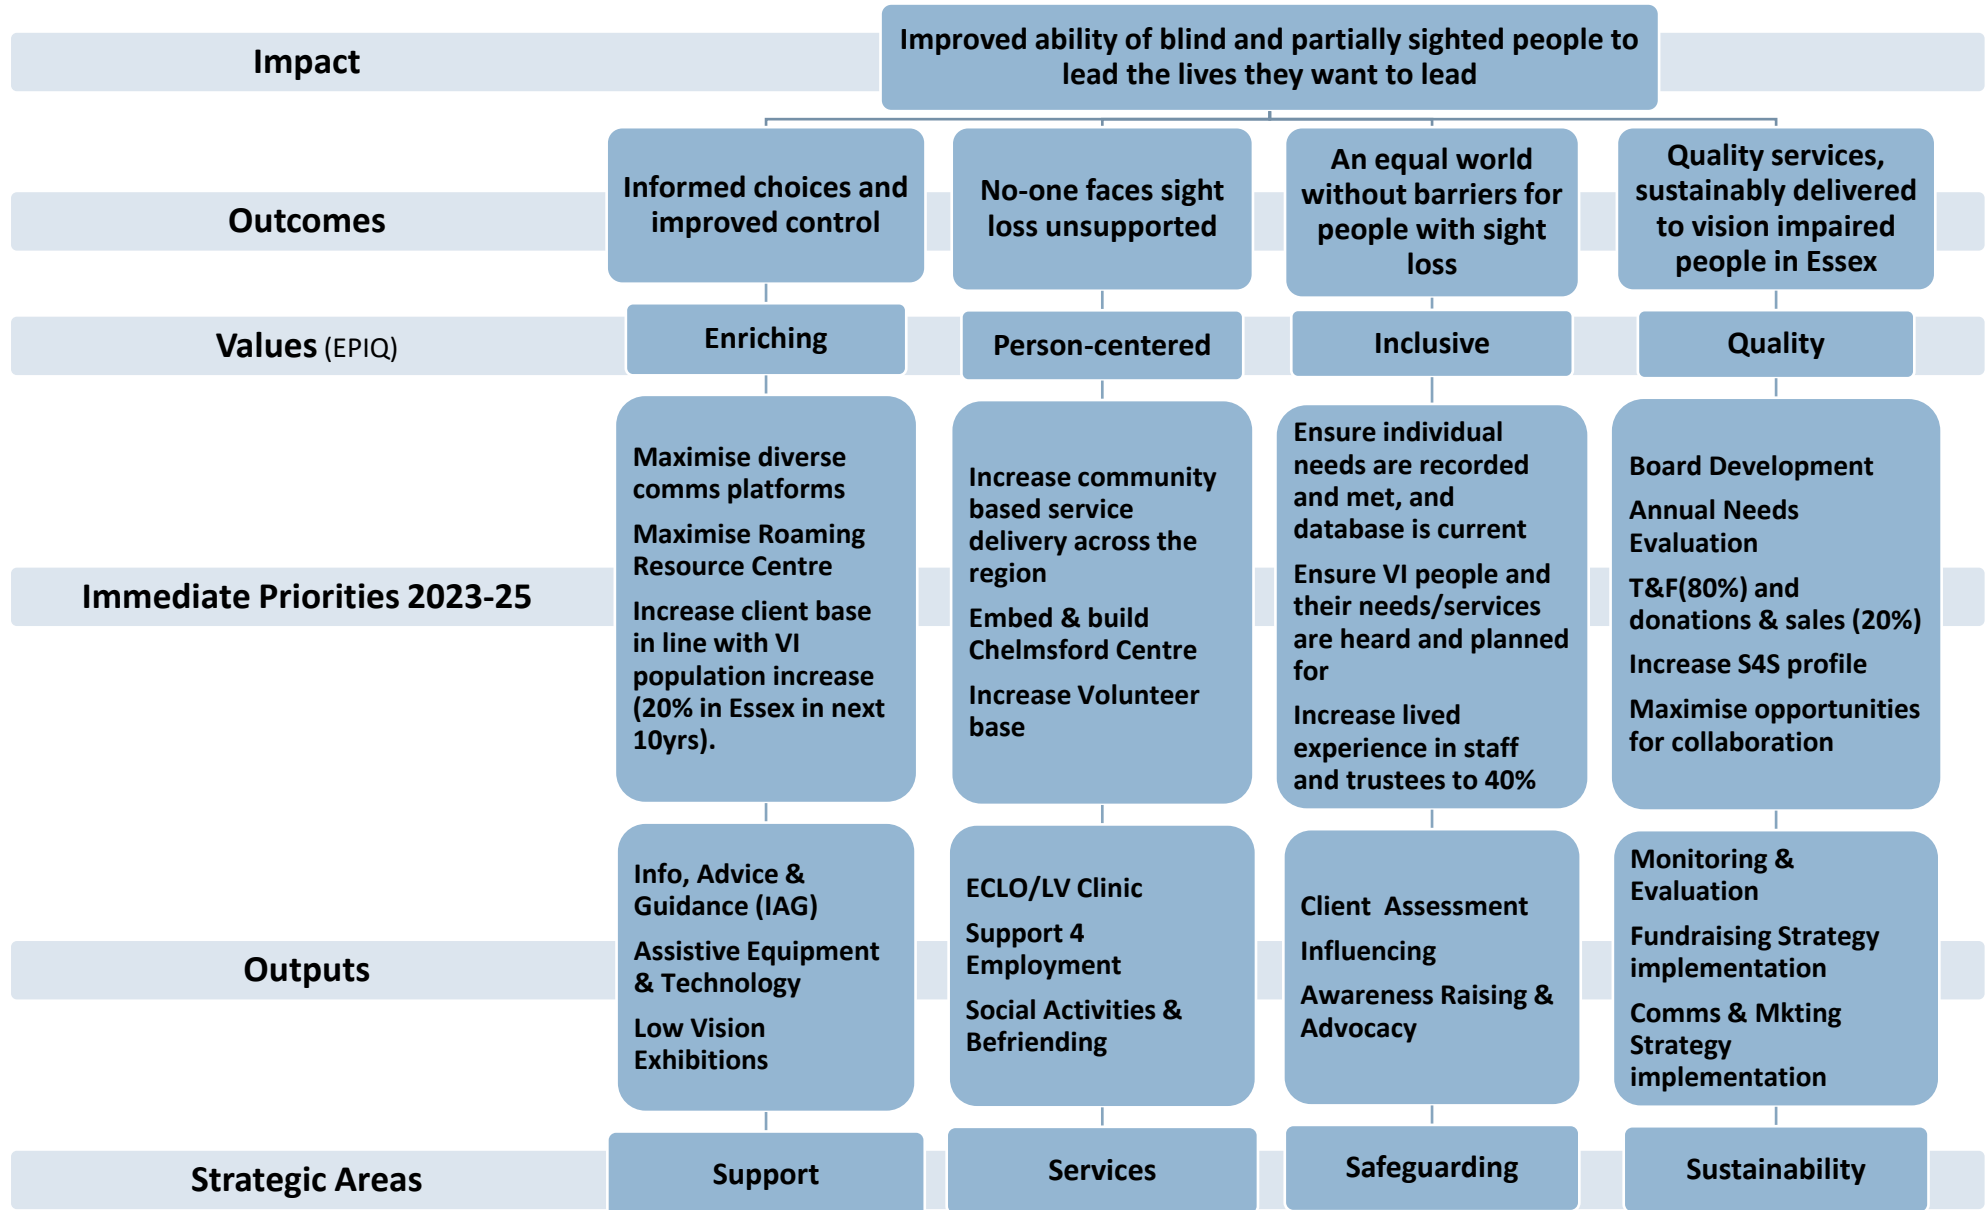 Impact
Improved ability of blind and partially sighted people to
lead the lives they want to lead
Outcomes
Informed choices and
improved control
No-one faces sight
loss unsupported
An equal world
without barriers for
people with sight
loss
Quality services,
sustainably delivered
to vision impaired
people in Essex
Values (EPIQ)
Enriching
Person-centered
Inclusive
Quality
Immediate Priorities 2023-25
Maximise diverse
comms platforms
Maximise Roaming
Resource Centre
Increase client base
in line with VI
population increase
(20% in Essex in next
10yrs).
Increase community
based service
delivery across the
region
Embed & build
Chelmsford Centre
Increase Volunteer
base
Ensure individual
needs are recorded
and met, and
database is current
Ensure VI people and
their needs/services
are heard and planned
for
Increase lived
experience in staff
and trustees to 40%
Board Development
Annual Needs
Evaluation
T&F(80%) and
donations & sales (20%)
Increase S4S profile
Maximise opportunities
for collaboration
Outputs
Info, Advice &
Guidance (IAG)
Assistive Equipment
& Technology
Low Vision
Exhibitions
ECLO/LV Clinic
Support 4
Employment
Social Activities &
Befriending
Client  Assessment
Influencing
Awareness Raising &
Advocacy
Monitoring &
Evaluation
Fundraising Strategy
implementation
Comms & Mkting
Strategy
implementation
Strategic Areas
Support
Services
Safeguarding
Sustainability